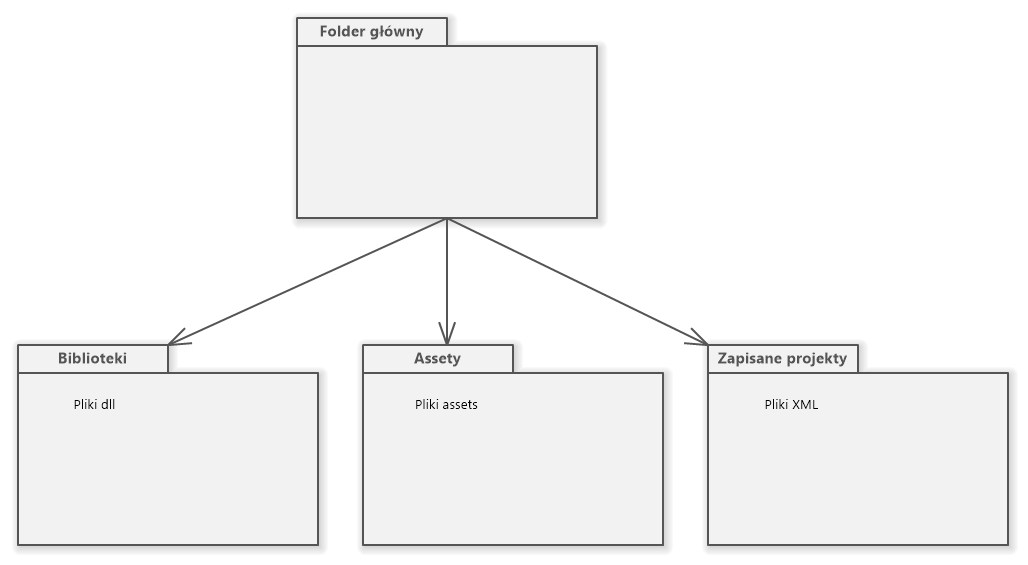 Folder główny
Biblioteki
Assety
Zapisane projekty
Pliki dll
Pliki assets
Pliki XML